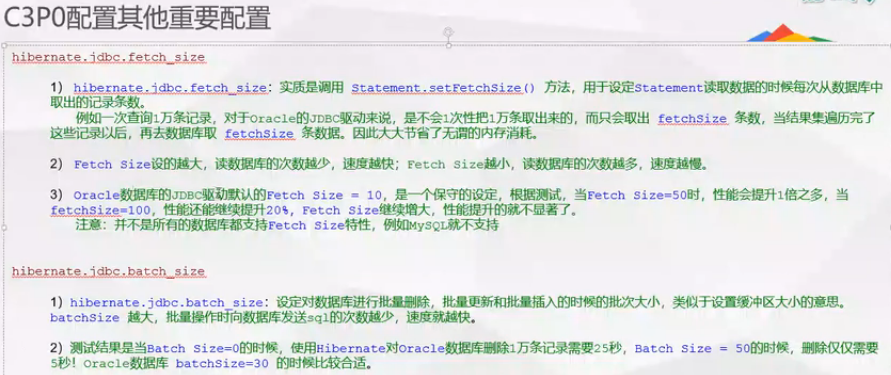 C3P0配置其他重要配置
hibernate.jdbc.fetch_size
1) hibernate.jdbc.fetch_size：实质是调用 Statement.setFetchSize() 方法，用于设定Statement读取数据的时候每次从数据库中
取出的记录条数。
例如一次查询1万条记录，对于Oracle的JDBC驱动来说，是不会1次性把1万条取出来的，而只会取出 fetchSize 条数，当结果集遍历完了
这些记录以后，再去数据库取 fetchSize 条数据。因此大大节省了无谓的内存消耗。
2) Fetch Size设的越大，读数据库的次数越少，速度越快；Fetch Size越小，读数据库的次数越多，速度越慢。
3) Oracle数据库的JDBC驱动默认的Fetch Size = 10，是一个保守的设定，根据测试，当Fetch Size=50时，性能会提升1倍之多，当
fetchSize=100，性能还能继续提升20%，Fetch Size继续增大，性能提升的就不显著了。
注意：并不是所有的数据库都支持Fetch Size特性，例如MySQL就不支持
hibernate.jdbc.batch_size
1) hibernate.jdbc.batch_size：设定对数据库进行批量删除，批量更新和批量插入的时候的批次大小，类似于设置缓冲区大小的意思。
batchSize 越大，批量操作时向数据库发送sql的次数越少，速度就越快。
2) 测试结果是当Batch Size=0的时候，使用Hibernate对Oracle数据库删除1万条记录需要25秒，Batch Size = 50的时候，删除仅仅需要
5秒！Oracle数据库 batchSize=30 的时候比较合适。